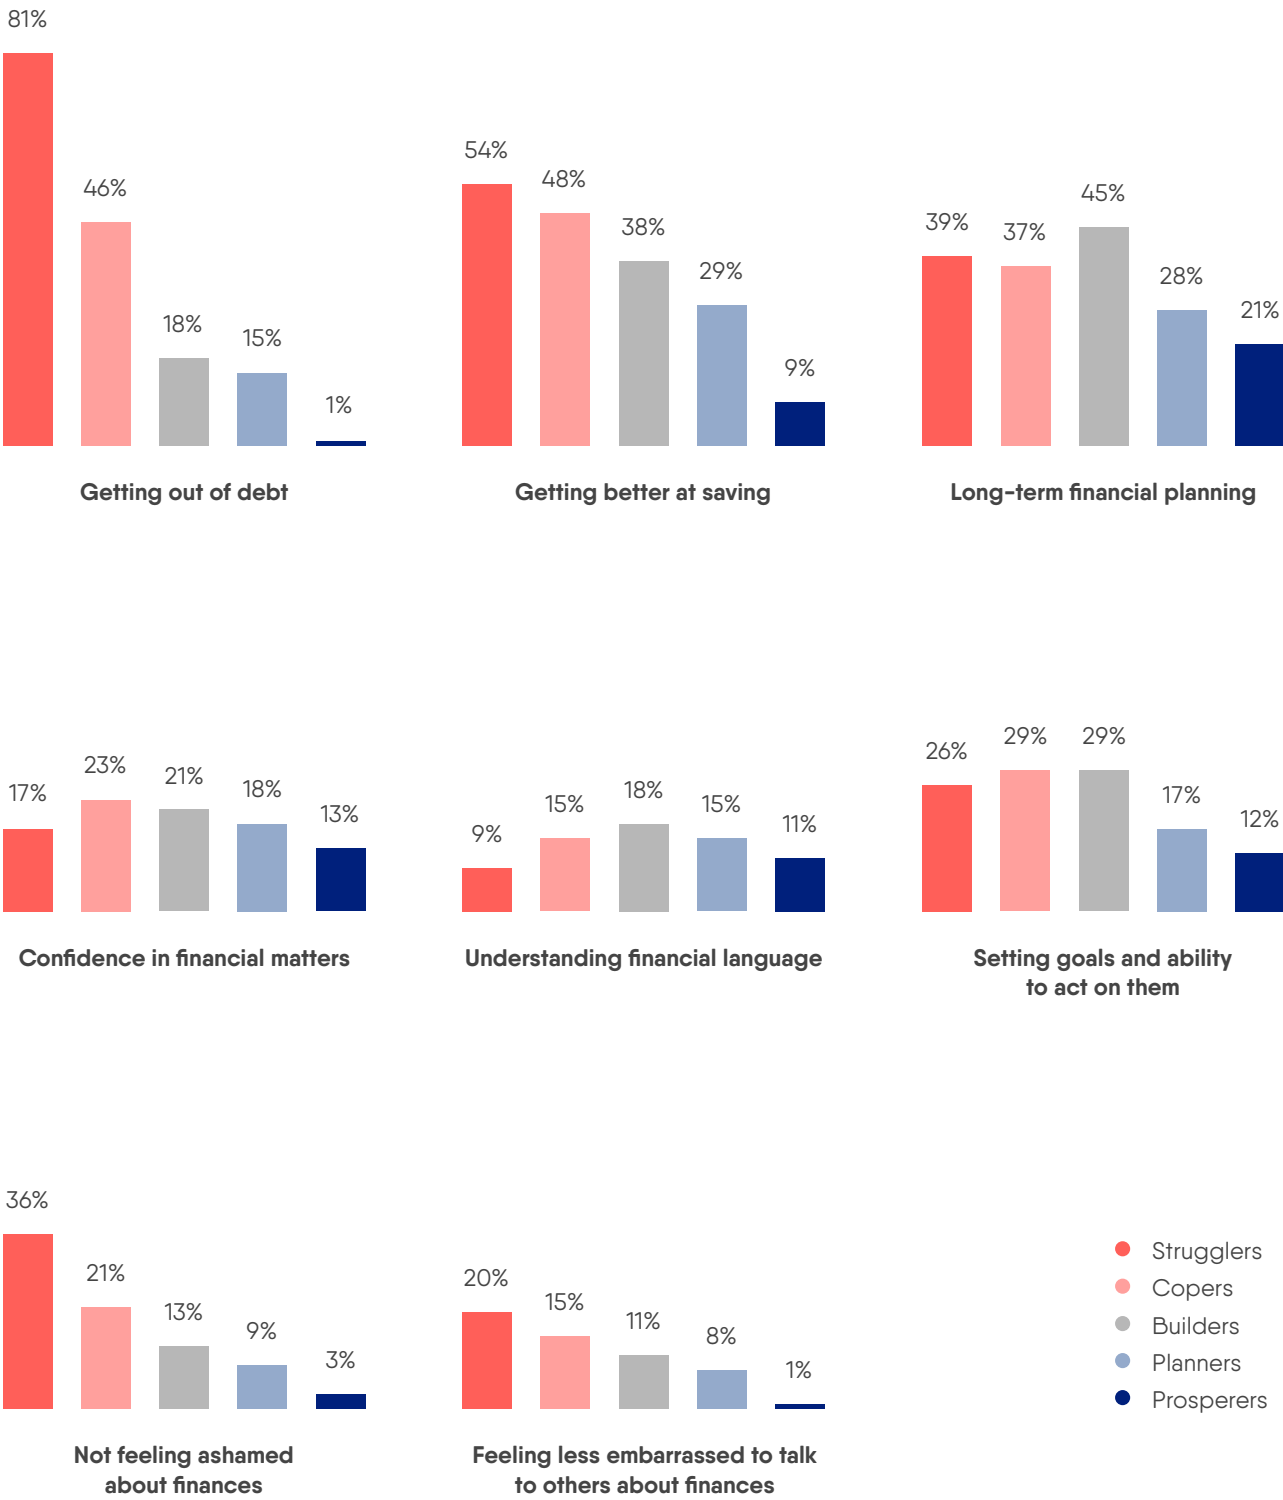 81%
46%
18%
15%
1%
Getting out of debt
54%
48%
38%
29%
9%
Getting better at saving
39%
37%
45%
28%
21%
Long-term financial planning
17%
23%
21%
18%
13%
Confidence in financial matters
9%
15%
18%
15%
11%
Understanding financial language
26%
29%
29%
17%
12%
Setting goals and ability
to act on them
36%
21%
13%
9%
3%
Not feeling ashamed
about finances
20%
15%
11%
8%
1%
Feeling less embarrassed to talk
to others about finances
Strugglers
Copers
Builders
Planners
Prosperers